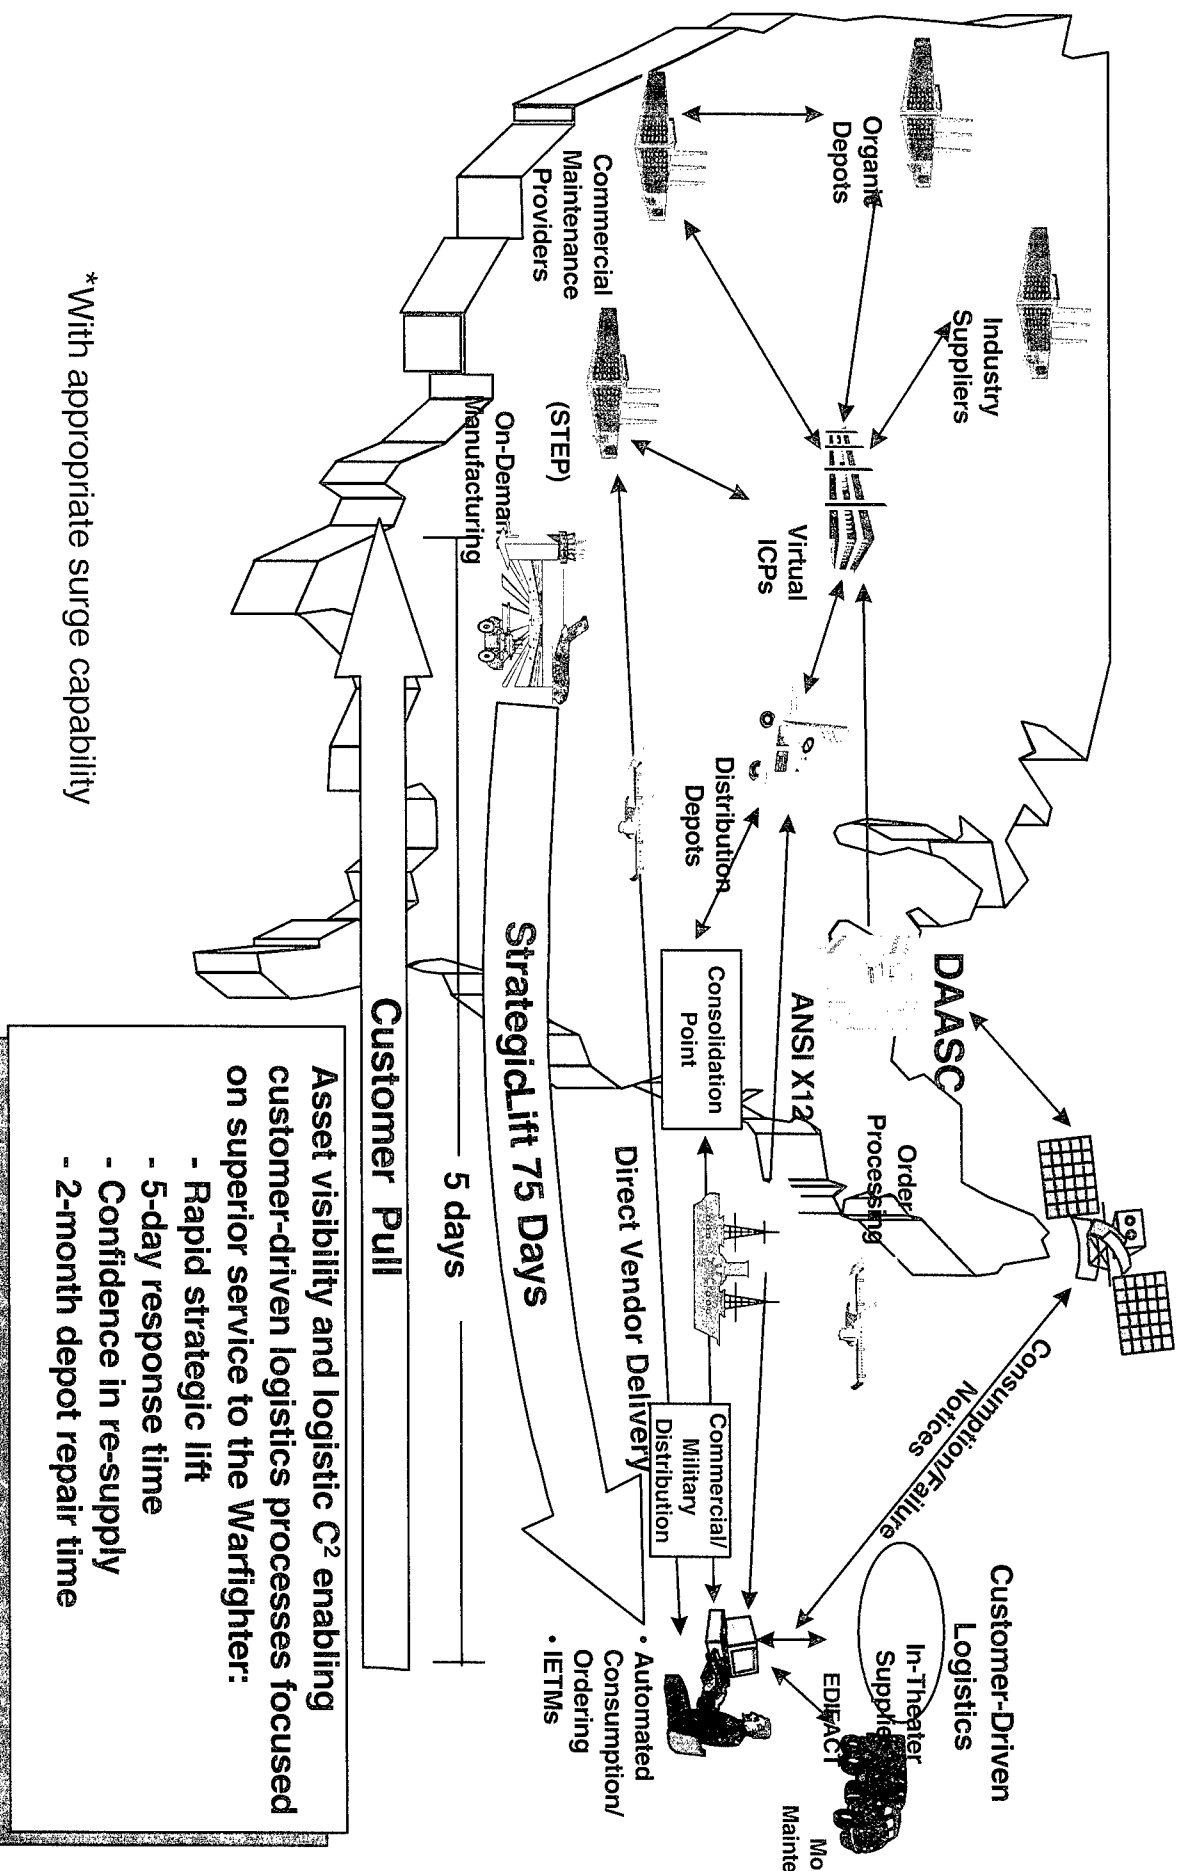 Organic
Depots
Industry
Suppliers
Commercial
Maintenance
Providers
Virtual
ICPs
(STEP)
On-Deman
Manufacturing
Distribution
Depots
DAASC
ANSI X12
Order
Processing
Consolidation
Point
Consumption/Failure
Notices
Customer-Driven
Logistics
In-Theater
Supplie
EDIFACT
Mo
Mainte
Commercial/
Military
Distribution
Direct Vendor Delivery
• Automated
Consumption/
Ordering
• IETMs
StrategicLift 75 Days
5 days
Customer Pull
Asset visibility and logistic C² enabling
customer-driven logistics processes focused
on superior service to the Warfighter:
- Rapid strategic lift
- 5-day response time
- Confidence in re-supply
- 2-month depot repair time
*With appropriate surge capability